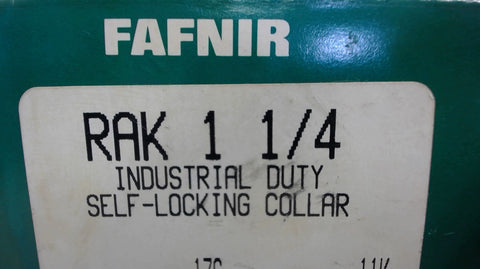 FAFNIR
RAK 1 1/4
INDUSTRIAL DUTY
SELF-LOCKING COLLAR